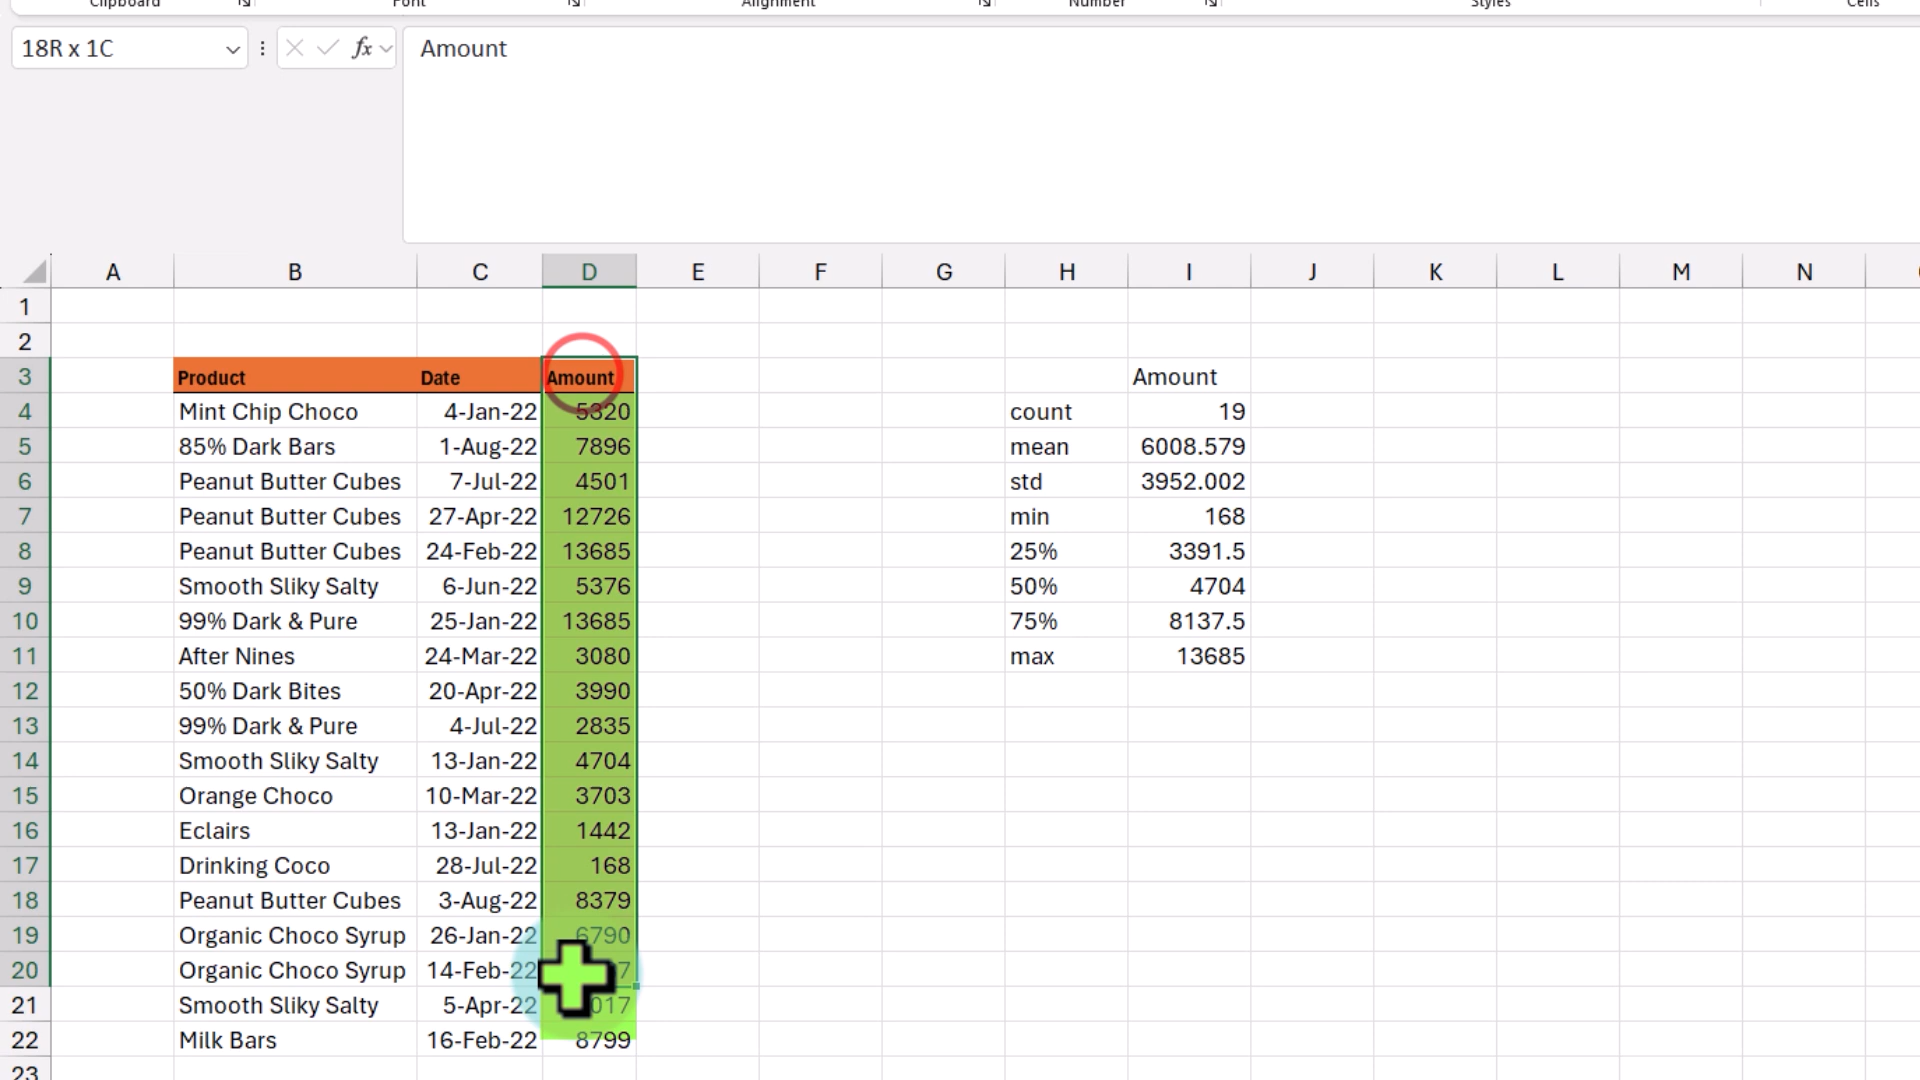 Clipboard Font Alignment Number Styles Cells
18R x 1C fx Amount
A B C D E F G H I J K L M N
1
2
3 Product Date Amount Amount
4 Mint Chip Choco 4-Jan-22 5320 count 19
5 85% Dark Bars 1-Aug-22 7896 mean 6008.579
6 Peanut Butter Cubes 7-Jul-22 4501 std 3952.002
7 Peanut Butter Cubes 27-Apr-22 12726 min 168
8 Peanut Butter Cubes 24-Feb-22 13685 25% 3391.5
9 Smooth Sliky Salty 6-Jun-22 5376 50% 4704
10 99% Dark & Pure 25-Jan-22 13685 75% 8137.5
11 After Nines 24-Mar-22 3080 max 13685
12 50% Dark Bites 20-Apr-22 3990
13 99% Dark & Pure 4-Jul-22 2835
14 Smooth Sliky Salty 13-Jan-22 4704
15 Orange Choco 10-Mar-22 3703
16 Eclairs 13-Jan-22 1442
17 Drinking Coco 28-Jul-22 168
18 Peanut Butter Cubes 3-Aug-22 8379
19 Organic Choco Syrup 26-Jan-22 6790
20 Organic Choco Syrup 14-Feb-22
21 Smooth Sliky Salty 5-Apr-22
22 Milk Bars 16-Feb-22 8799
23